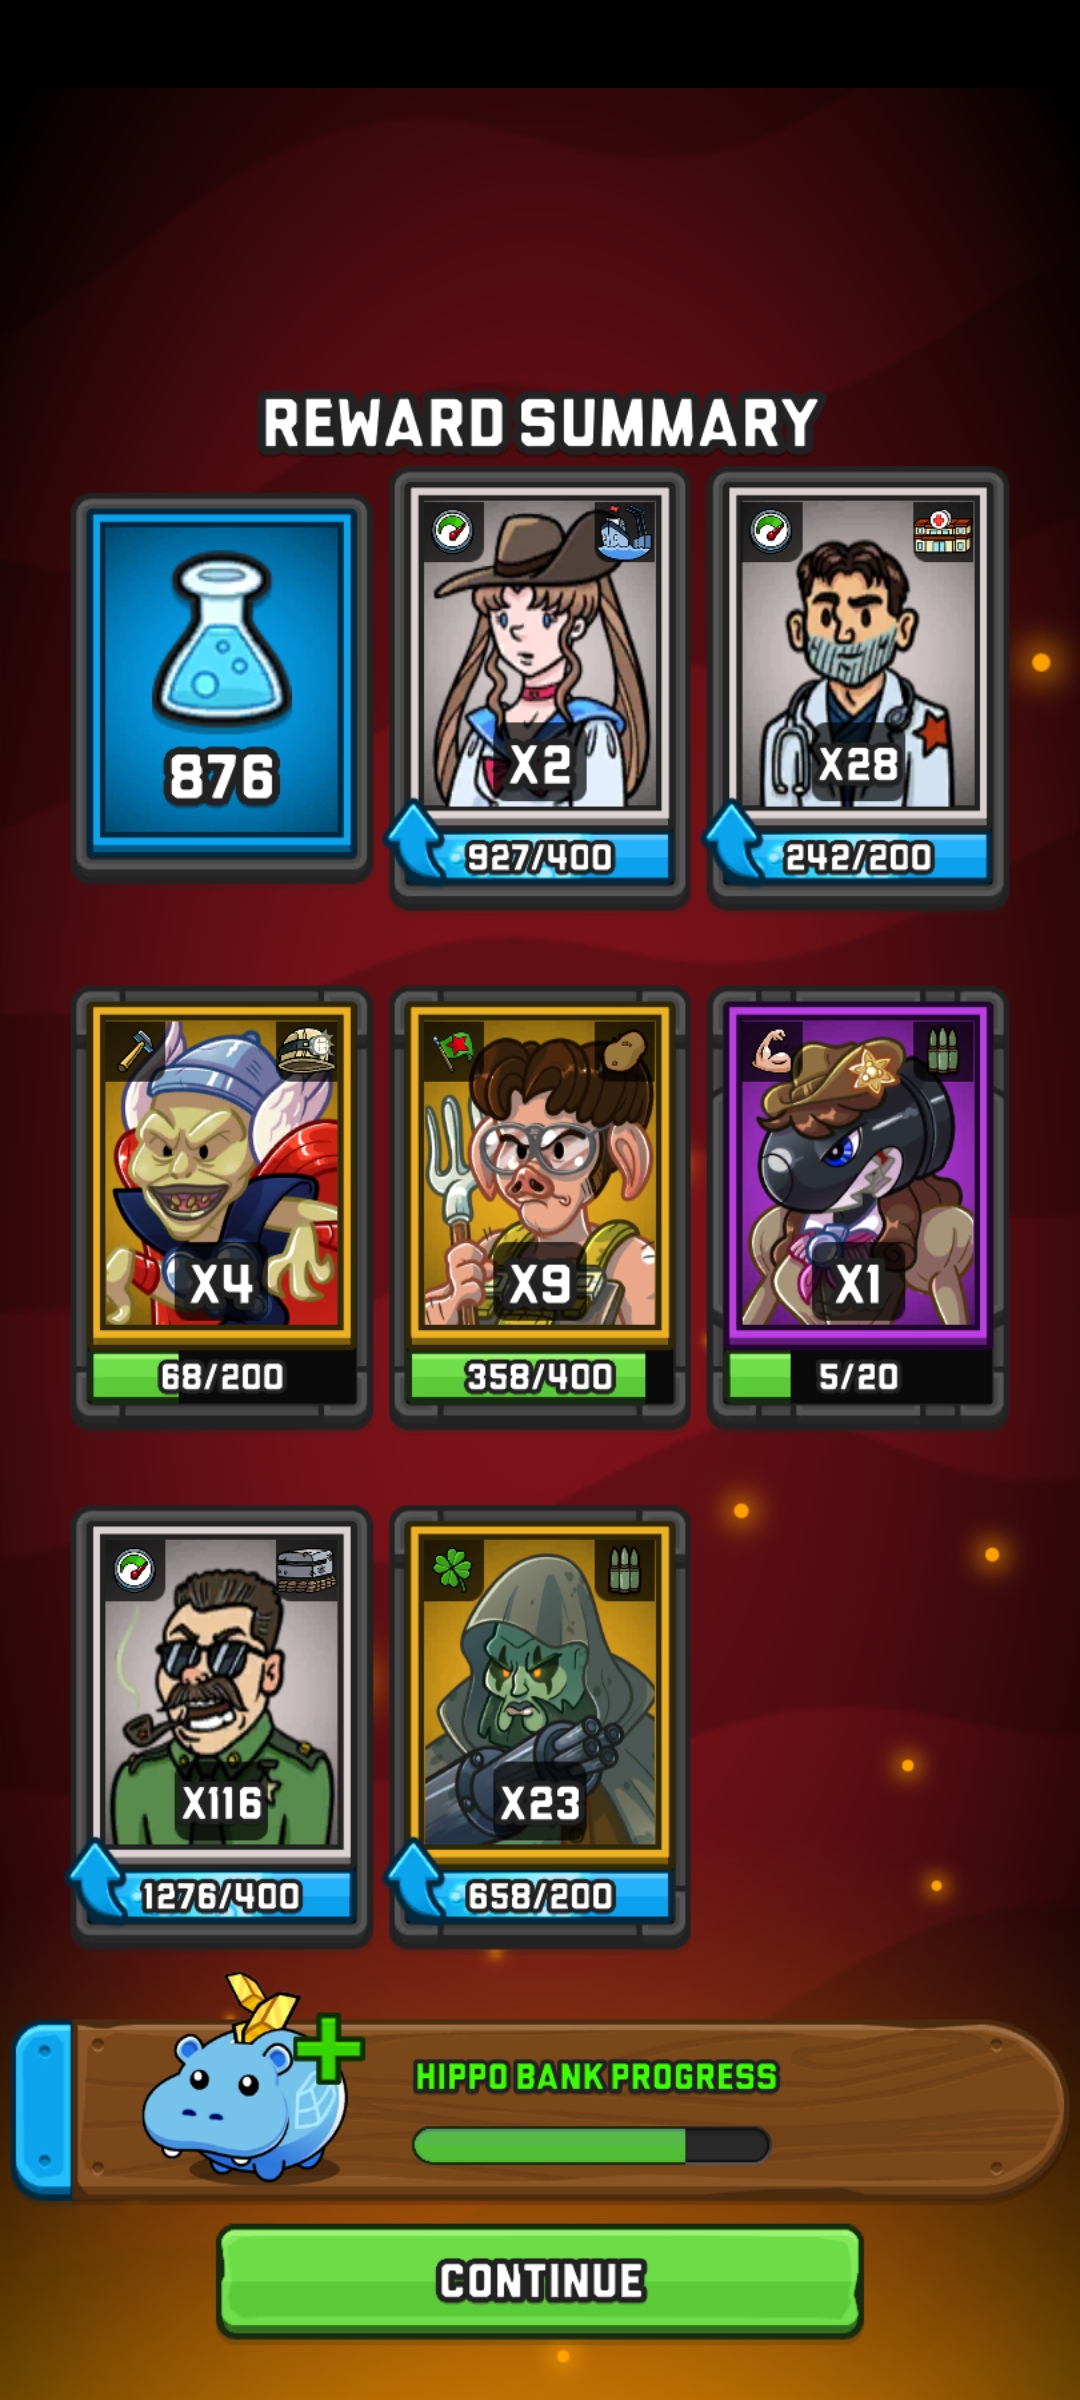 REWARD SUMMARY
876
X2
927/400
X28
242/200
X4
68/200
X9
358/400
X1
5/20
X116
1276/400
X23
658/200
HIPPO BANK PROGRESS
CONTINUE